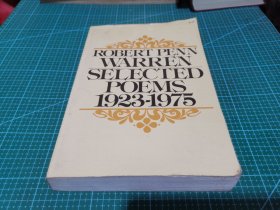 ROBERT PENN
WARREN
SELECTED
POEMS
1923-1975